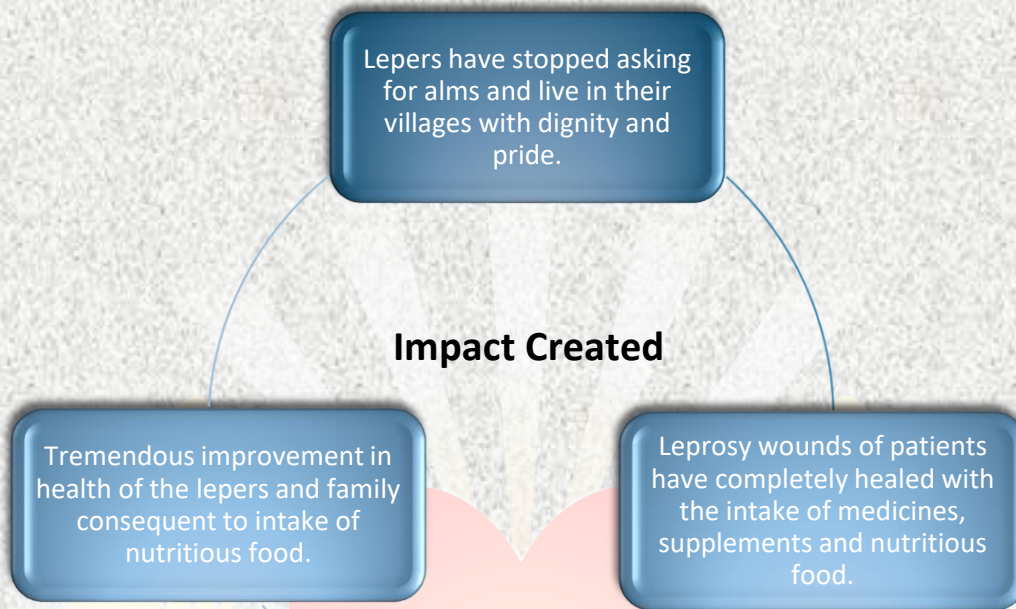 Lepers have stopped asking
for alms and live in their
villages with dignity and
pride.
Impact Created
Tremendous improvement in
health of the lepers and family
consequent to intake of
nutritious food.
Leprosy wounds of patients
have completely healed with
the intake of medicines,
supplements and nutritious
food.